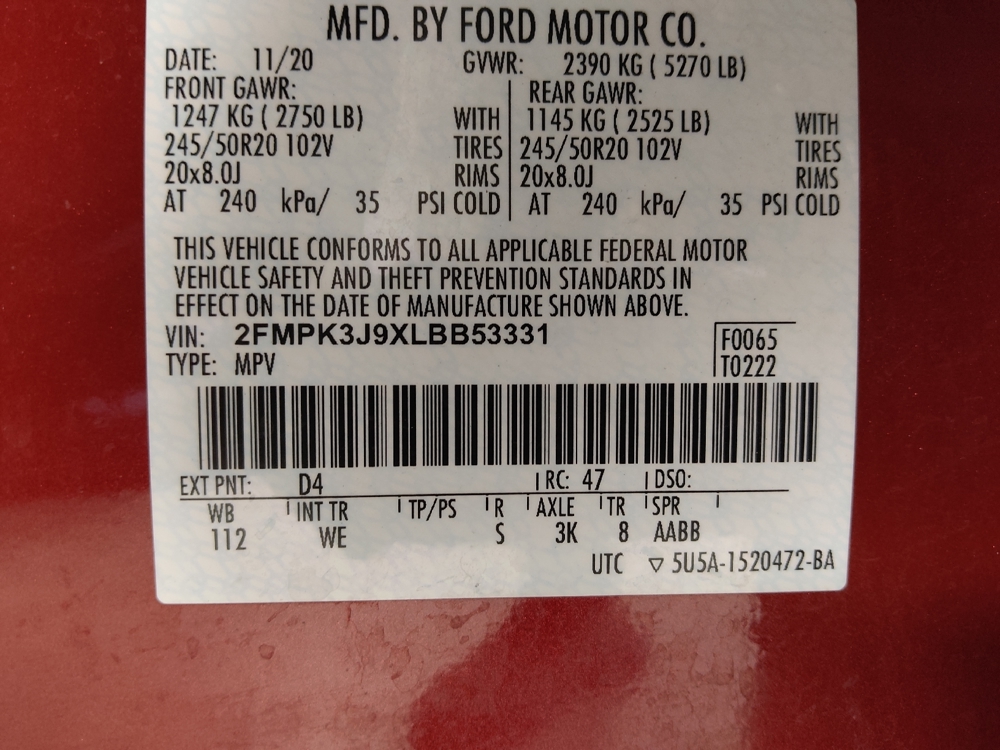 MFD. BY FORD MOTOR CO.
DATE: 11/20 GVWR: 2390 KG ( 5270 LB)
FRONT GAWR: REAR GAWR:
1247 KG ( 2750 LB) WITH 1145 KG ( 2525 LB) WITH
245/50R20 102V TIRES 245/50R20 102V TIRES
20x8.0J RIMS 20x8.0J RIMS
AT 240 kPa/ 35 PSI COLD AT 240 kPa/ 35 PSI COLD
THIS VEHICLE CONFORMS TO ALL APPLICABLE FEDERAL MOTOR
VEHICLE SAFETY AND THEFT PREVENTION STANDARDS IN
EFFECT ON THE DATE OF MANUFACTURE SHOWN ABOVE.
VIN: 2FMPK3J9XLBB53331 F0065
TYPE: MPV T0222
EXT PNT: D4 RC: 47 DSO:
WB INT TR TP/PS R AXLE TR SPR
112 WE S 3K 8 AABB
UTC ▽ 5U5A-1520472-BA